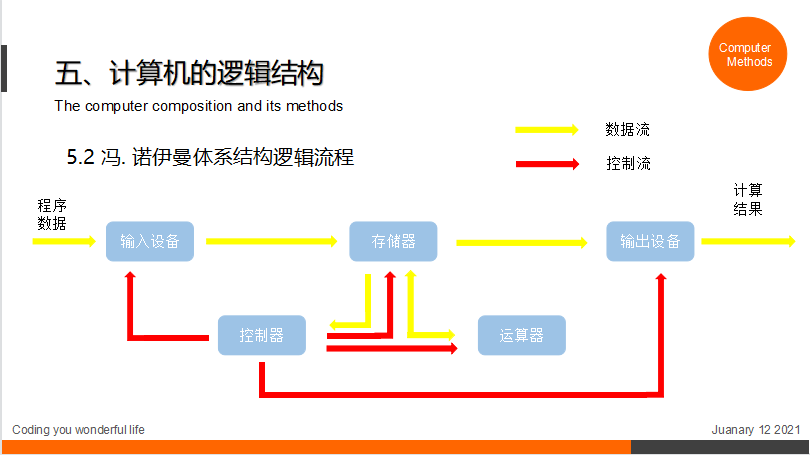 Computer
Methods
五、计算机的逻辑结构
The computer composition and its methods
数据流
5.2 冯. 诺伊曼体系结构逻辑流程
控制流
程序
数据
计算
结果
输入设备
存储器
输出设备
控制器
运算器
Coding you wonderful life
Juanary 12 2021